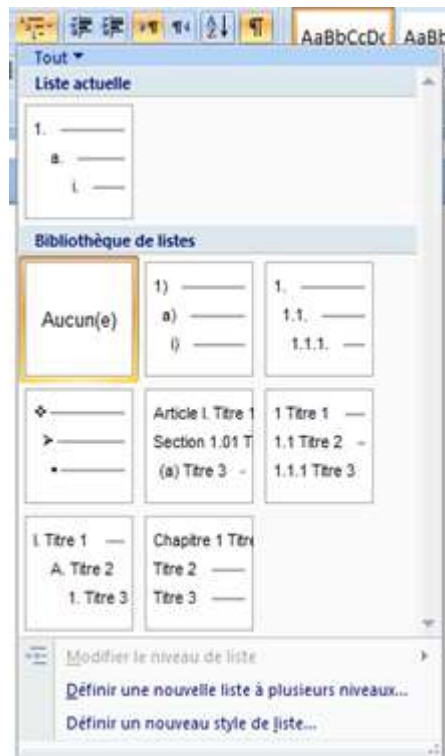 AaBbCcDc AaBb
Tout
Liste actuelle
1.
a.
i.
Bibliothèque de listes
Aucun(e)
1)
a)
i)
1.
1.1.
1.1.1.
Article I. Titre 1
Section 1.01 T
(a) Titre 3
1 Titre 1
1.1 Titre 2
1.1.1 Titre 3
I. Titre 1
A. Titre 2
1. Titre 3
Chapitre 1 Titre
Titre 2
Titre 3
Modifier le niveau de liste
Définir une nouvelle liste à plusieurs niveaux...
Définir un nouveau style de liste...